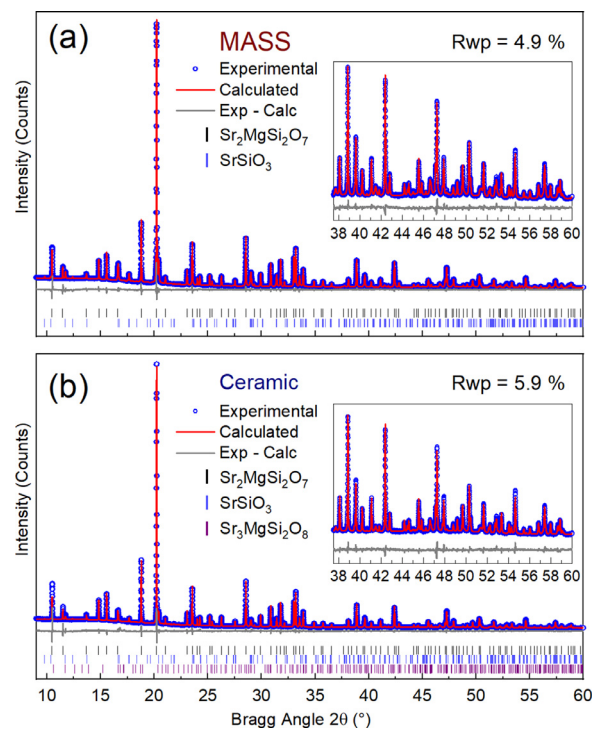 (a)
MASS
Rwp = 4.9 %
Experimental
Calculated
Exp - Calc
Sr₂MgSi₂O₇
SrSiO₃
38 40 42 44 46 48 50 52 54 56 58 60
Intensity (Counts)
(b)
Ceramic
Rwp = 5.9 %
Experimental
Calculated
Exp - Calc
Sr₂MgSi₂O₇
SrSiO₃
Sr₃MgSi₂O₈
38 40 42 44 46 48 50 52 54 56 58 60
Intensity (Counts)
10 15 20 25 30 35 40 45 50 55 60
Bragg Angle 2θ (°)